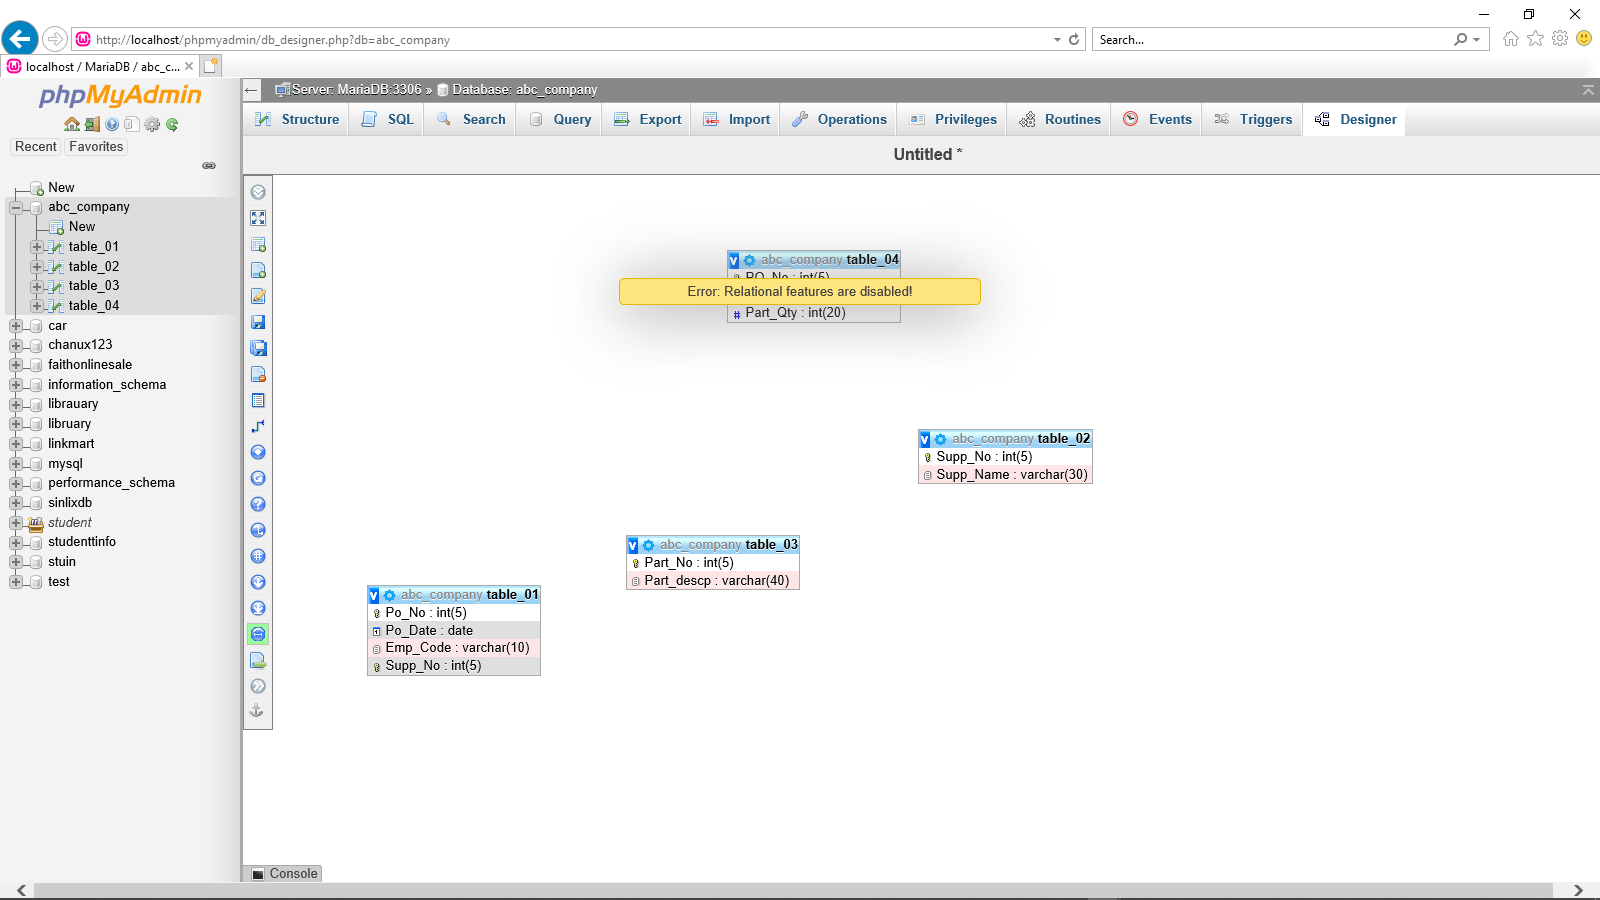 http://localhost/phpmyadmin/db_designer.php?db=abc_company
Search...
localhost / MariaDB / abc_c...
phpMyAdmin
Recent
Favorites
New
abc_company
New
table_01
table_02
table_03
table_04
car
chanux123
faithonlinesale
information_schema
librauary
libruary
linkmart
mysql
performance_schema
sinlixdb
student
studenttinfo
stuin
test
Server: MariaDB:3306 » Database: abc_company
Structure
SQL
Search
Query
Export
Import
Operations
Privileges
Routines
Events
Triggers
Designer
Untitled *
abc_company table_04
PO_No : int(5)
Error: Relational features are disabled!
Part_Qty : int(20)
abc_company table_02
Supp_No : int(5)
Supp_Name : varchar(30)
abc_company table_03
Part_No : int(5)
Part_descp : varchar(40)
abc_company table_01
Po_No : int(5)
Po_Date : date
Emp_Code : varchar(10)
Supp_No : int(5)
Console